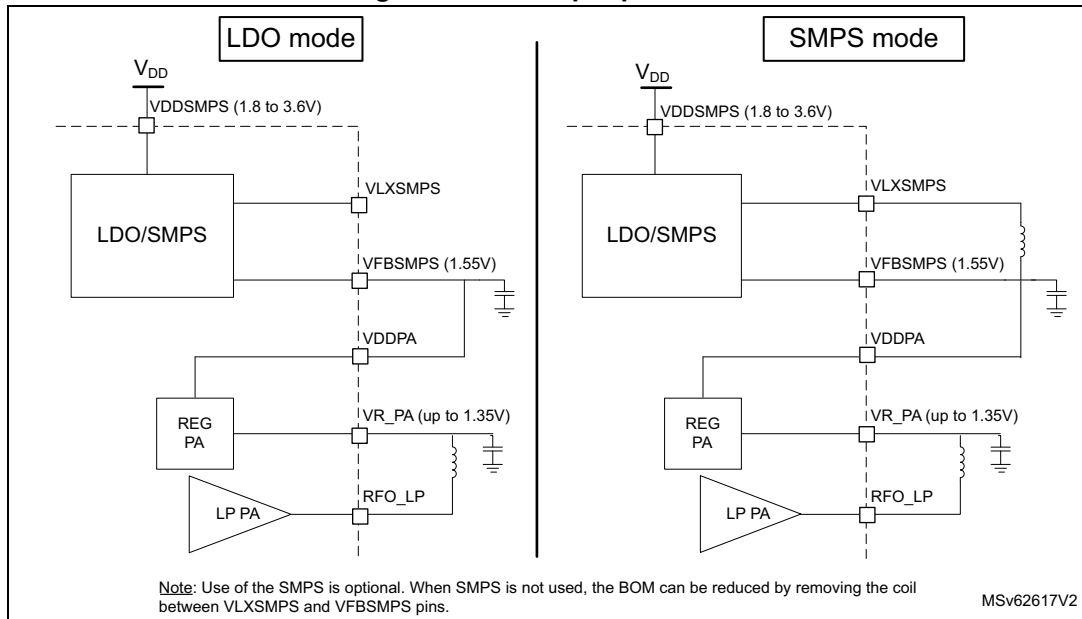 LDO mode
SMPS mode
VDD
VDDSMPS (1.8 to 3.6V)
VLXSMPS
LDO/SMPS
VFBSMPS (1.55V)
VDDPA
REG
PA
VR_PA (up to 1.35V)
LP PA
RFO_LP
VDD
VDDSMPS (1.8 to 3.6V)
VLXSMPS
LDO/SMPS
VFBSMPS (1.55V)
VDDPA
REG
PA
VR_PA (up to 1.35V)
LP PA
RFO_LP
Note: Use of the SMPS is optional. When SMPS is not used, the BOM can be reduced by removing the coil
between VLXSMPS and VFBSMPS pins.
MSv62617V2